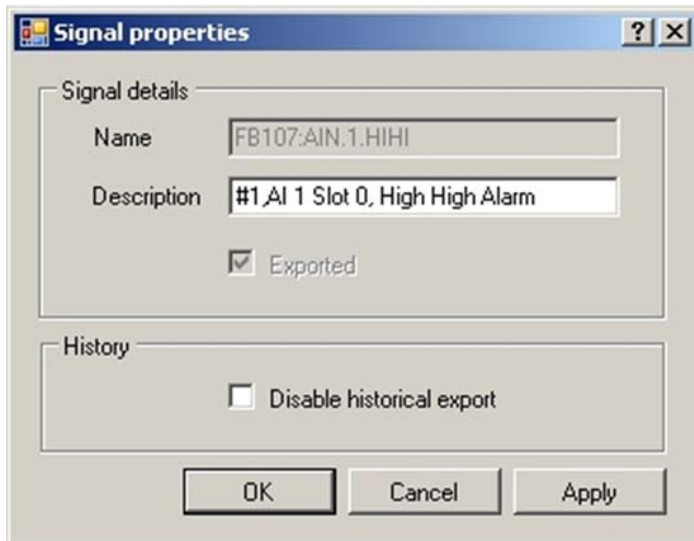 Signal properties
Signal details
Name FB107:AIN.1.HIHI
Description #1,AI 1 Slot 0, High High Alarm
Exported
History
Disable historical export
OK Cancel Apply